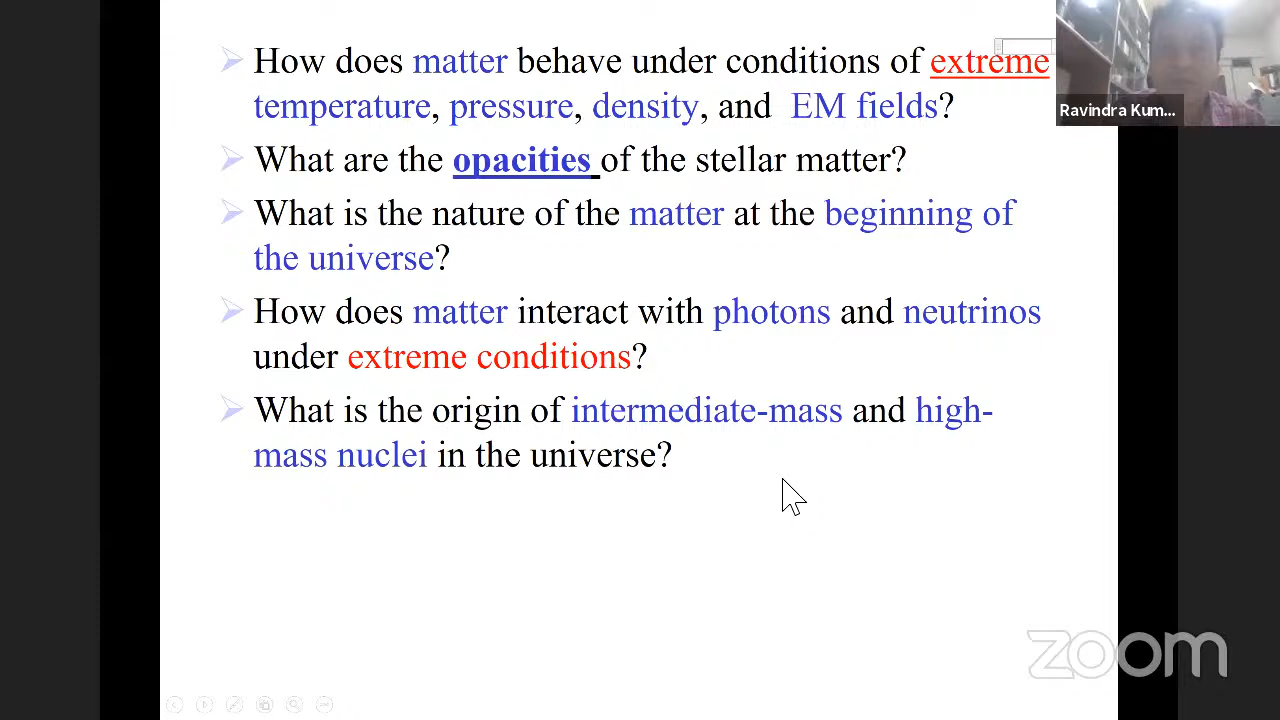 How does matter behave under conditions of extreme
temperature, pressure, density, and EM fields?
What are the opacities of the stellar matter?
What is the nature of the matter at the beginning of
the universe?
How does matter interact with photons and neutrinos
under extreme conditions?
What is the origin of intermediate-mass and high-
mass nuclei in the universe?
Ravindra Kum...
zoom